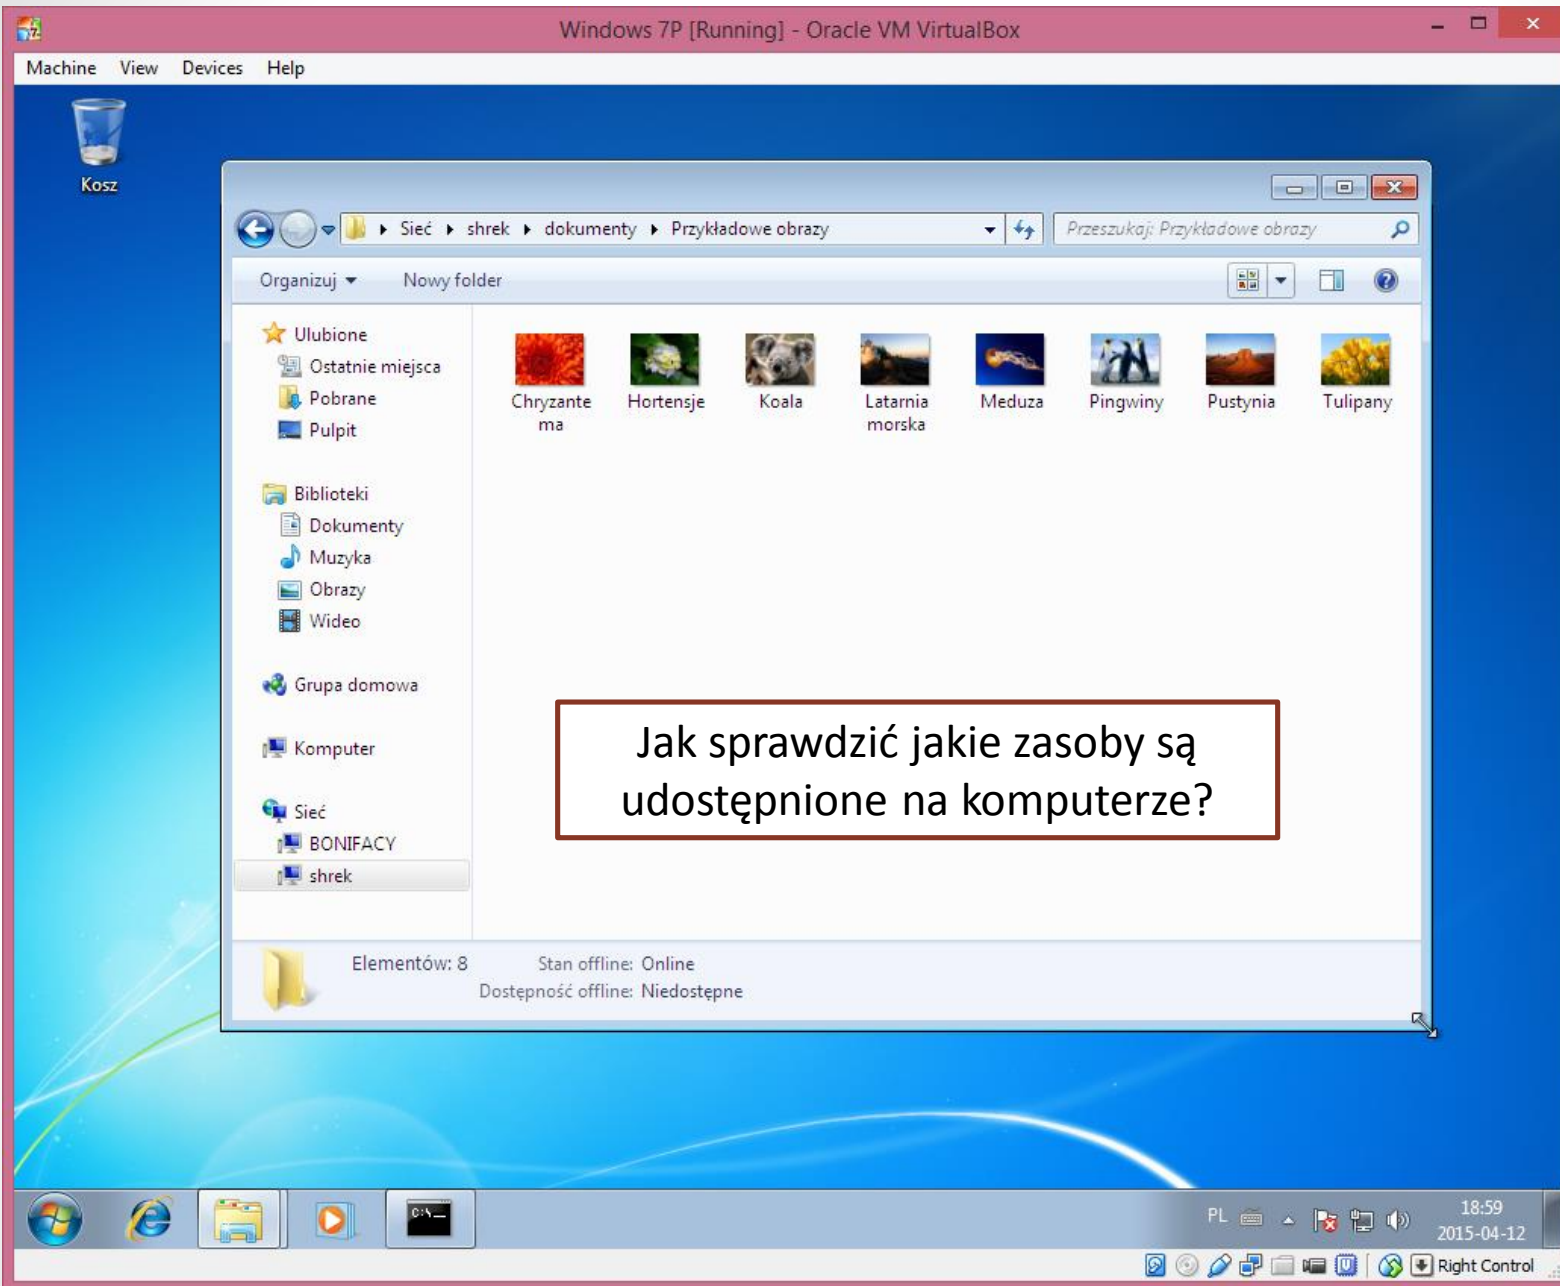 Windows 7P [Running] - Oracle VM VirtualBox
Machine View Devices Help
Kosz
Sieć shrek dokumenty Przykładowe obrazy
Przeszukaj: Przykładowe obrazy
Organizuj Nowy folder
Ulubione
Ostatnie miejsca
Pobrane
Pulpit
Biblioteki
Dokumenty
Muzyka
Obrazy
Wideo
Grupa domowa
Komputer
Sieć
BONIFACY
shrek
Chryzante
ma
Hortensje
Koala
Latarnia
morska
Meduza
Pingwiny
Pustynia
Tulipany
Jak sprawdzić jakie zasoby są
udostępnione na komputerze?
Elementów: 8
Stan offline: Online
Dostępność offline: Niedostępne
C:\
PL
18:59
2015-04-12
Right Control